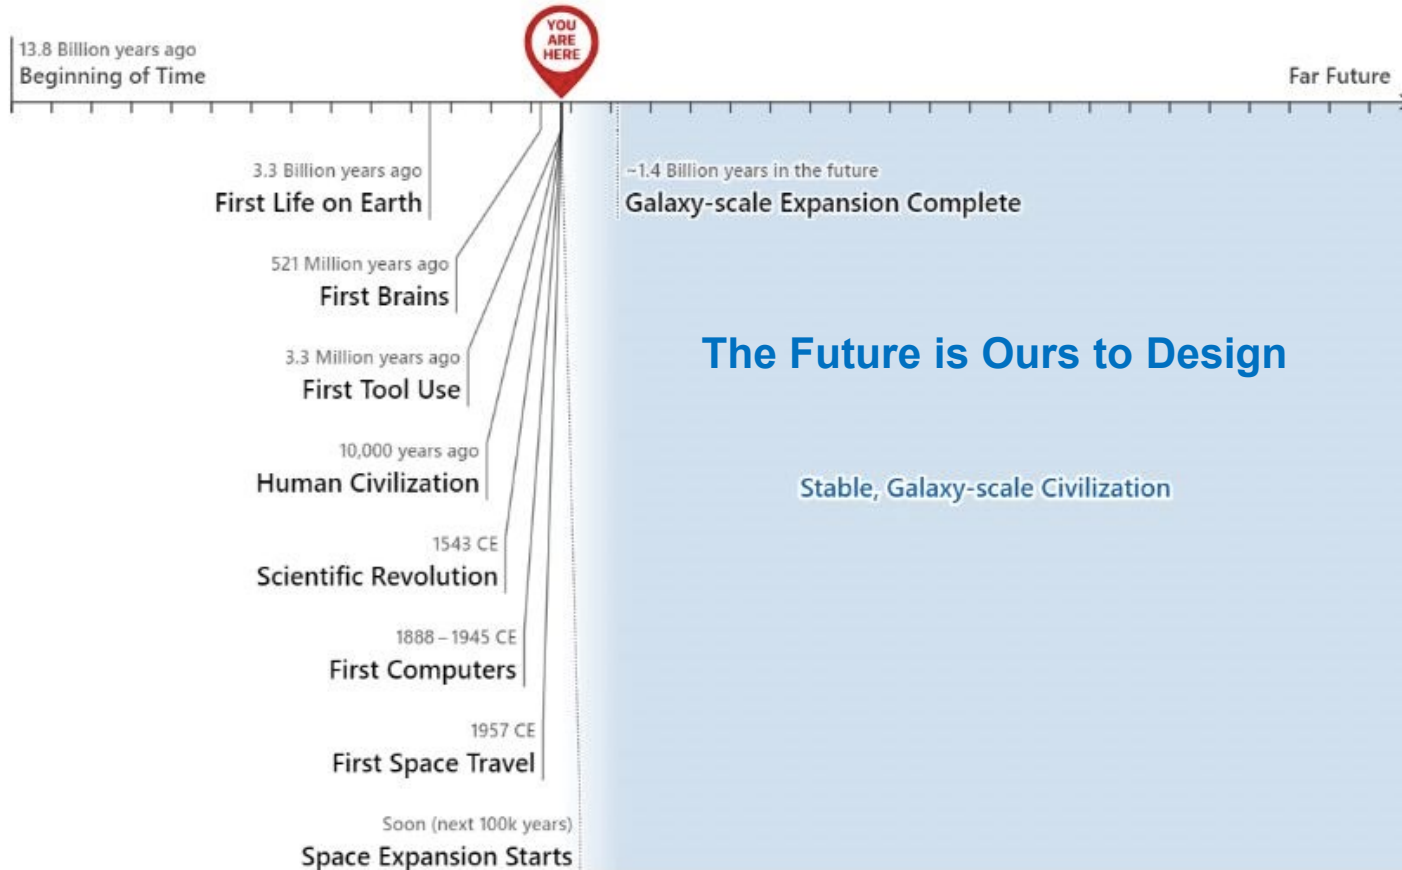 YOU
ARE
HERE
13.8 Billion years ago
Beginning of Time
Far Future
3.3 Billion years ago
First Life on Earth
~1.4 Billion years in the future
Galaxy-scale Expansion Complete
521 Million years ago
First Brains
3.3 Million years ago
First Tool Use
The Future is Ours to Design
10,000 years ago
Human Civilization
Stable, Galaxy-scale Civilization
1543 CE
Scientific Revolution
1888 – 1945 CE
First Computers
1957 CE
First Space Travel
Soon (next 100k years)
Space Expansion Starts